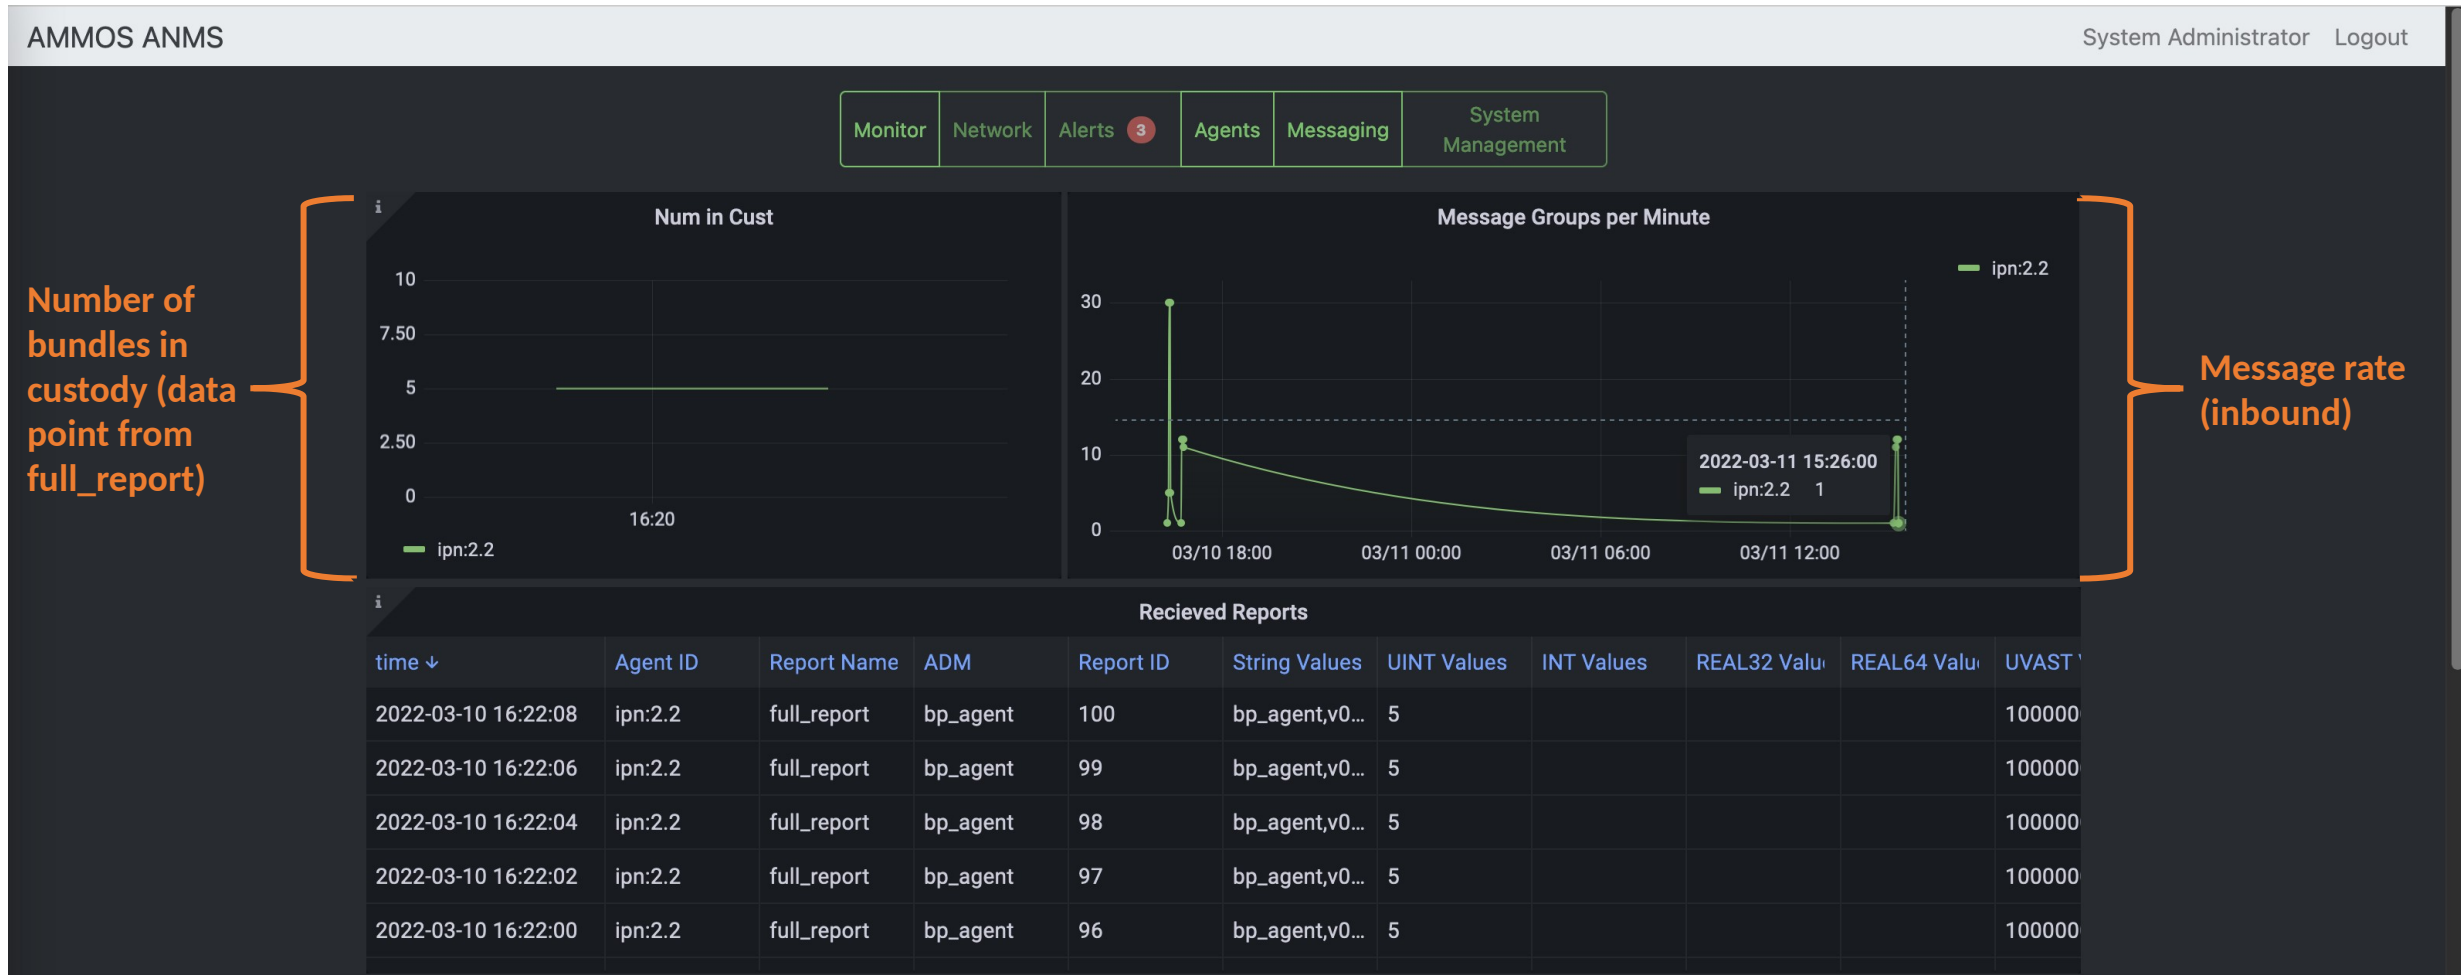 AMMOS ANMS
System Administrator Logout
Monitor Network Alerts 3 Agents Messaging System Management
Number of
bundles in
custody (data
point from
full_report)
i
Num in Cust
10
7.50
5
2.50
0
16:20
ipn:2.2
Message Groups per Minute
ipn:2.2
30
20
10
0
2022-03-11 15:26:00
ipn:2.2 1
03/10 18:00 03/11 00:00 03/11 06:00 03/11 12:00
Message rate
(inbound)
i
Recieved Reports
time Agent ID Report Name ADM Report ID String Values UINT Values INT Values REAL32 Valu REAL64 Valu UVAST
2022-03-10 16:22:08 ipn:2.2 full_report bp_agent 100 bp_agent,v0... 5 100000
2022-03-10 16:22:06 ipn:2.2 full_report bp_agent 99 bp_agent,v0... 5 100000
2022-03-10 16:22:04 ipn:2.2 full_report bp_agent 98 bp_agent,v0... 5 100000
2022-03-10 16:22:02 ipn:2.2 full_report bp_agent 97 bp_agent,v0... 5 100000
2022-03-10 16:22:00 ipn:2.2 full_report bp_agent 96 bp_agent,v0... 5 100000